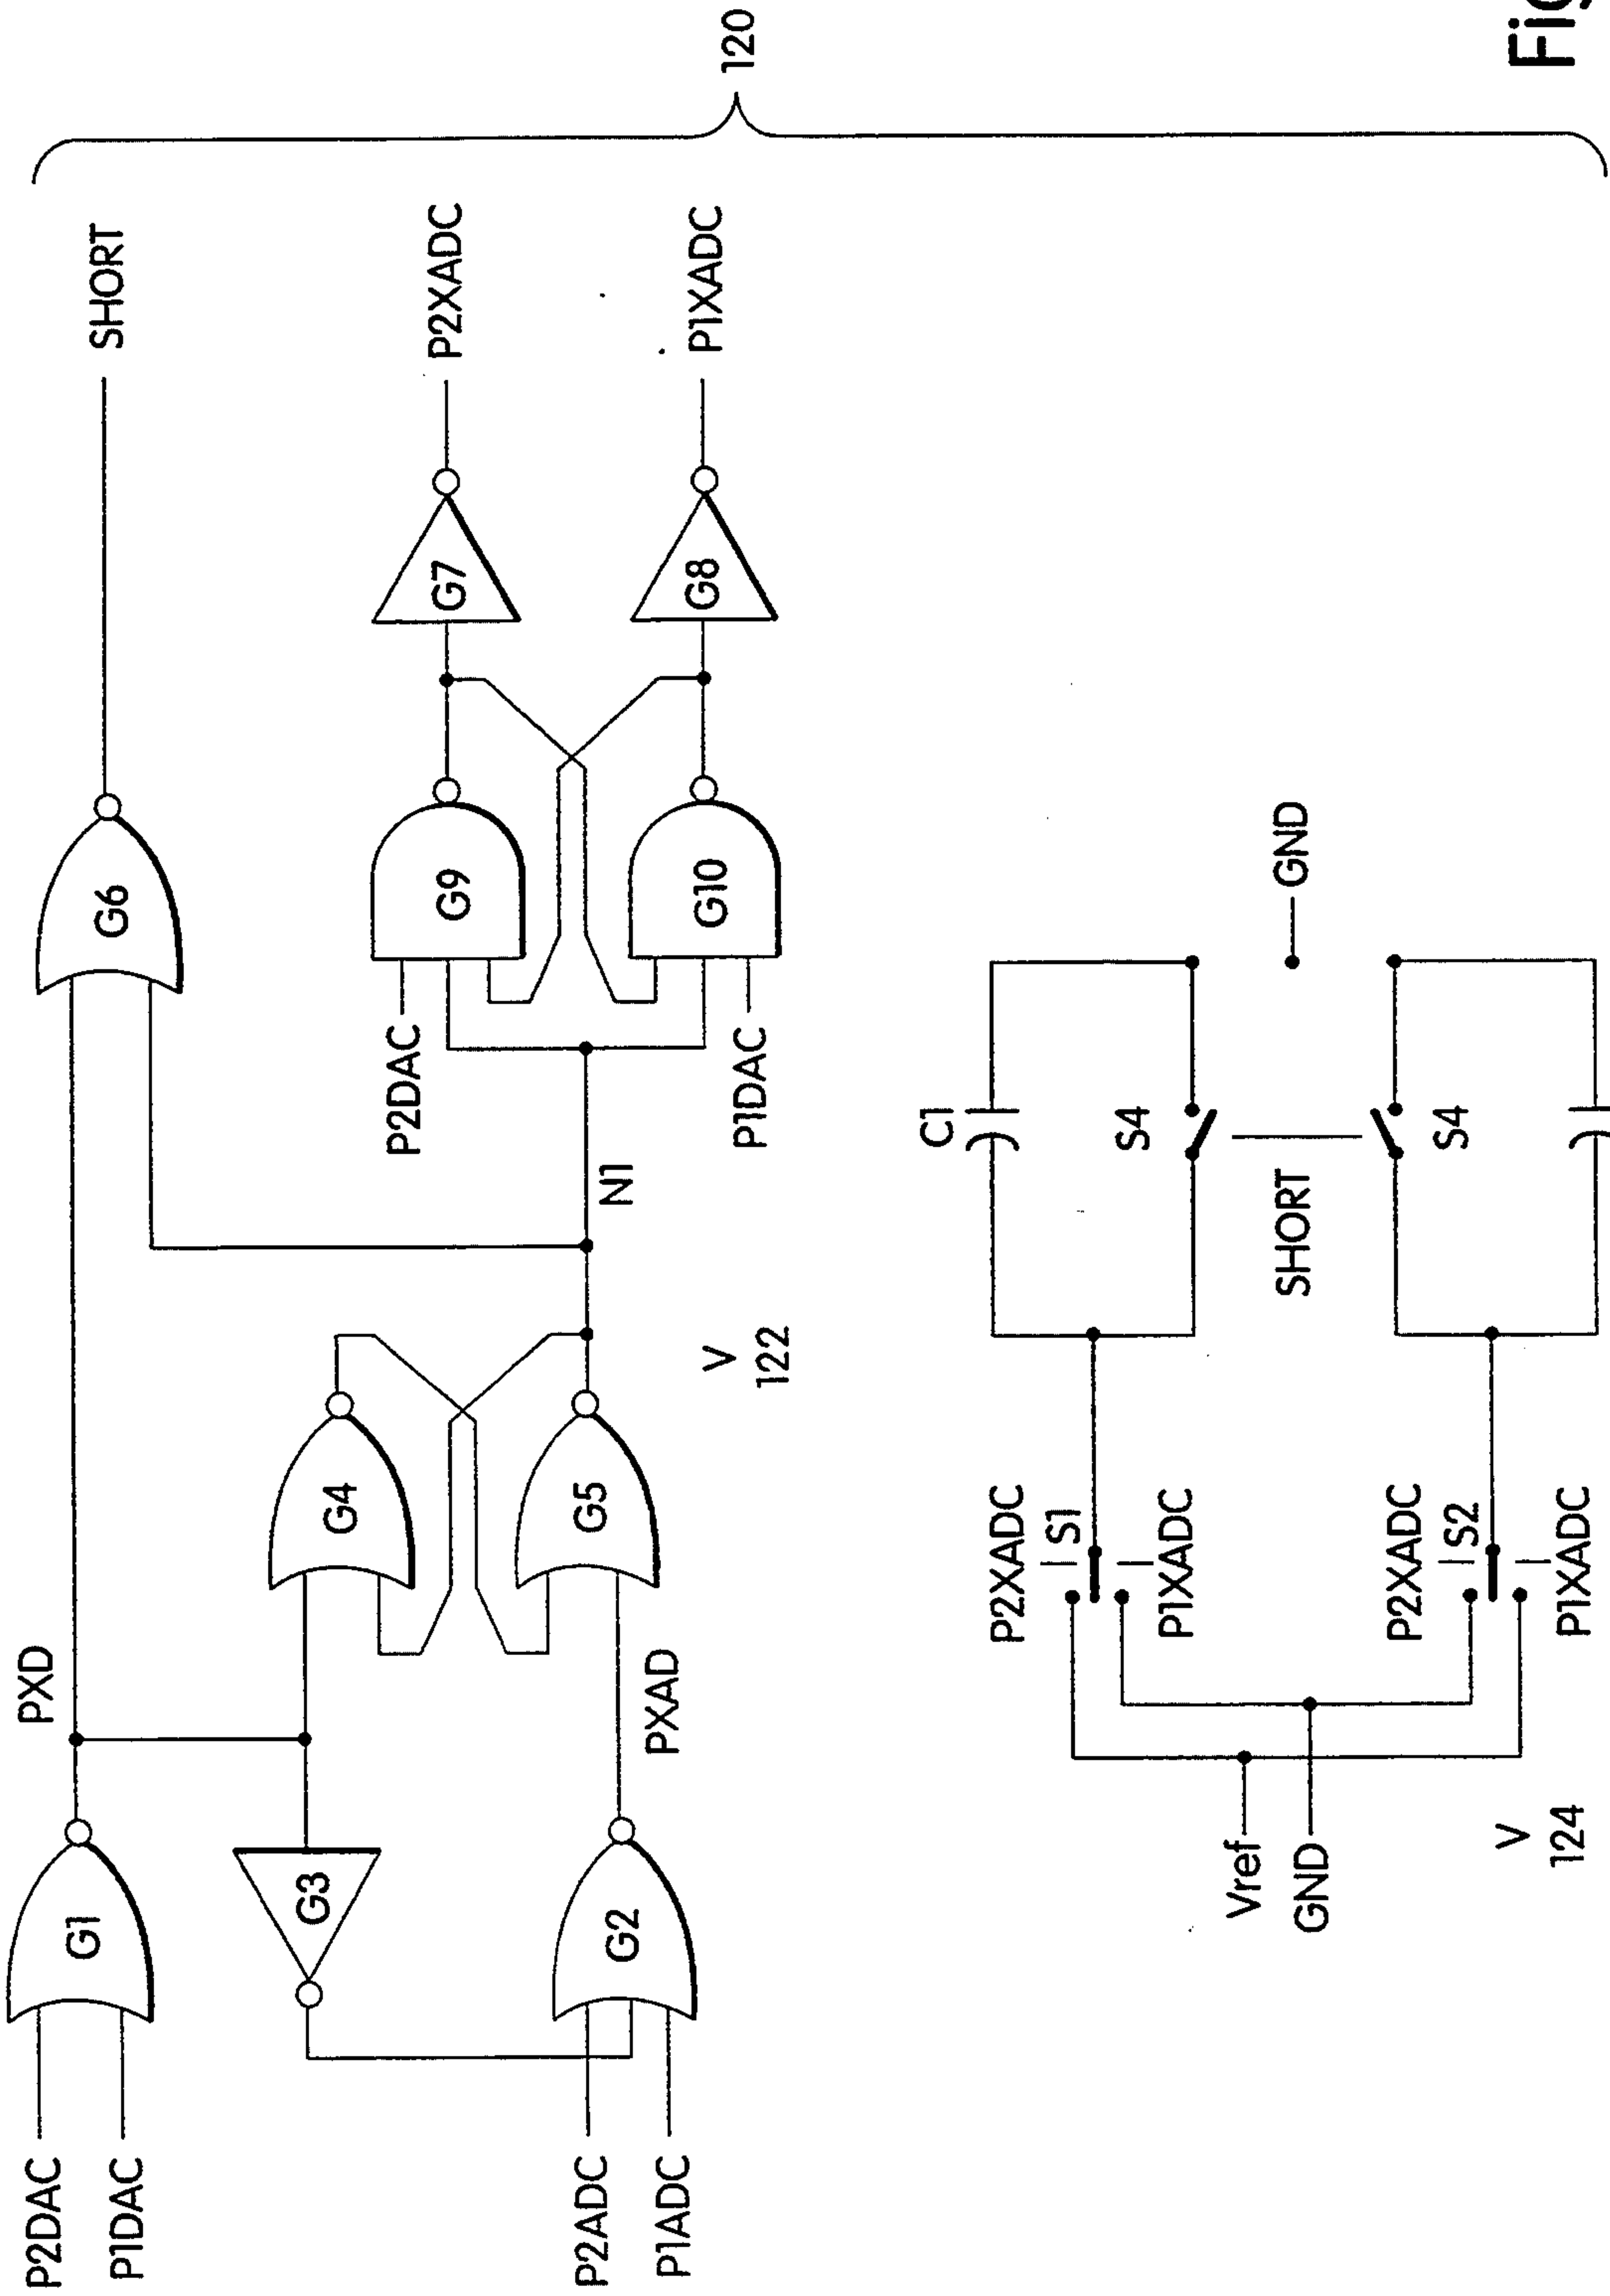 P2DAC
P1DAC
G1
PXD
G3
P2ADC
P1ADC
G2
PXAD
G4
G5
V
122
N1
G6
SHORT
P2DAC
G9
G7
P2XADC
P1DAC
G10
G8
P1XADC
120
Vref
GND
V
124
P2XADC
S1
P1XADC
P2XADC
S2
P1XADC
C1
S4
SHORT
S4
GND